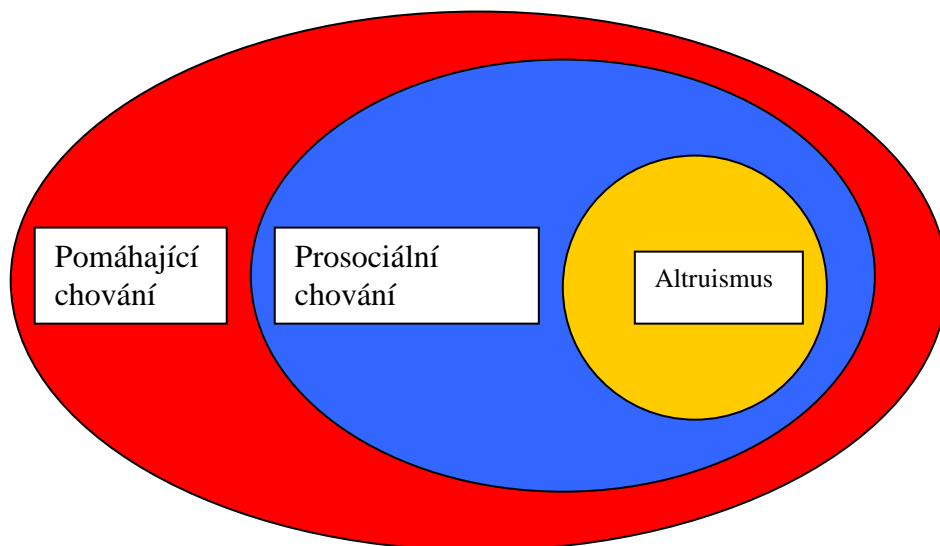 Pomáhající
chování
Prosociální
chování
Altruismus